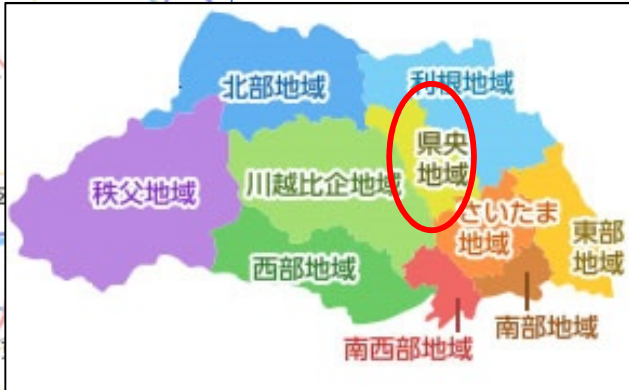 北部地域
利根地域
県央
地域
秩父地域
川越比企地域
さいたま
地域
東部
地域
西部地域
南部地域
南西部地域